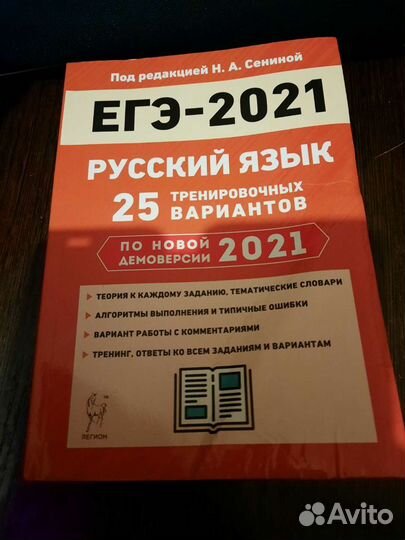 Под редакцией Н. А. Сениной
ЕГЭ-2021
РУССКИЙ ЯЗЫК
25 ТРЕНИРОВОЧНЫХ
ВАРИАНТОВ
ПО НОВОЙ
ДЕМОВЕРСИИ 2021
ТЕОРИЯ К КАЖДОМУ ЗАДАНИЮ, ТЕМАТИЧЕСКИЕ СЛОВАРИ
АЛГОРИТМЫ ВЫПОЛНЕНИЯ И ТИПИЧНЫЕ ОШИБКИ
ВАРИАНТ РАБОТЫ С КОММЕНТАРИЯМИ
ТРЕНИНГ, ОТВЕТЫ КО ВСЕМ ЗАДАНИЯМ И ВАРИАНТАМ
ЛЕГИОН
Avito